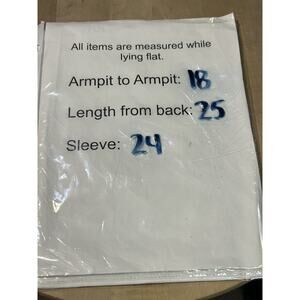 All items are measured while
lying flat.
Armpit to Armpit: 18
Length from back: 25
Sleeve: 24